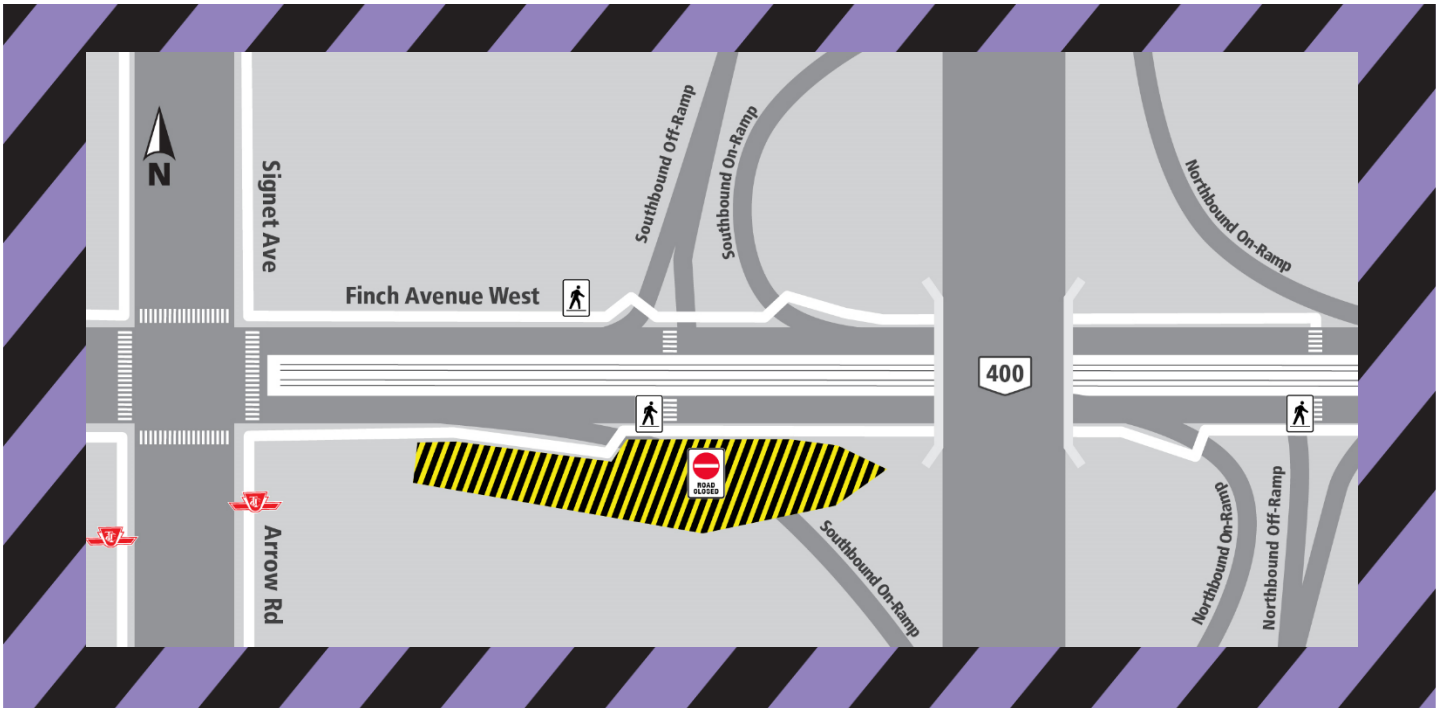 N
Signet Ave
Southbound Off-Ramp
Southbound On-Ramp
Northbound On-Ramp
Finch Avenue West
400
ROAD
CLOSED
Arrow Rd
Southbound On-Ramp
Northbound On-Ramp
Northbound Off-Ramp